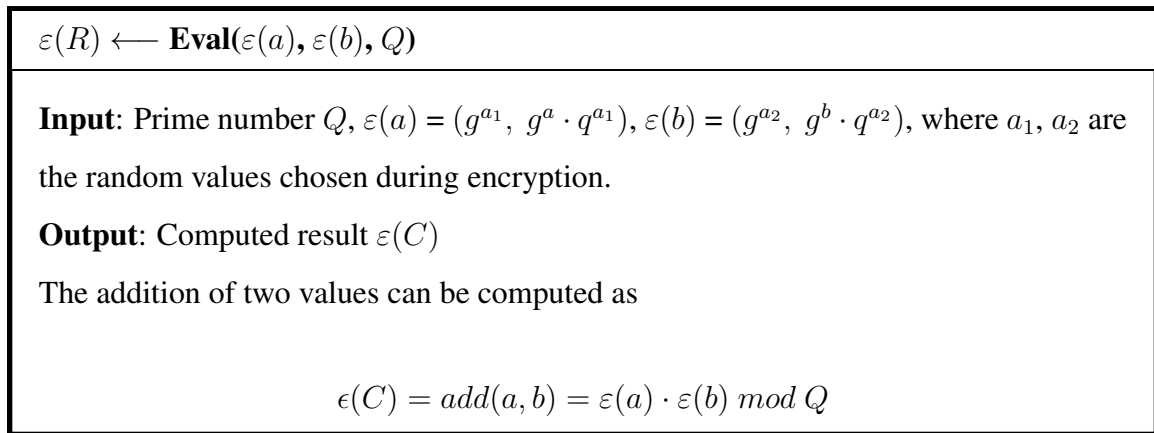 ε(R) ⟵ Eval(ε(a), ε(b), Q)
Input: Prime number Q, ε(a) = (g^{a_1}, g^a · q^{a_1}), ε(b) = (g^{a_2}, g^b · q^{a_2}), where a_1, a_2 are
the random values chosen during encryption.
Output: Computed result ε(C)
The addition of two values can be computed as
ϵ(C) = add(a, b) = ε(a) · ε(b) mod Q